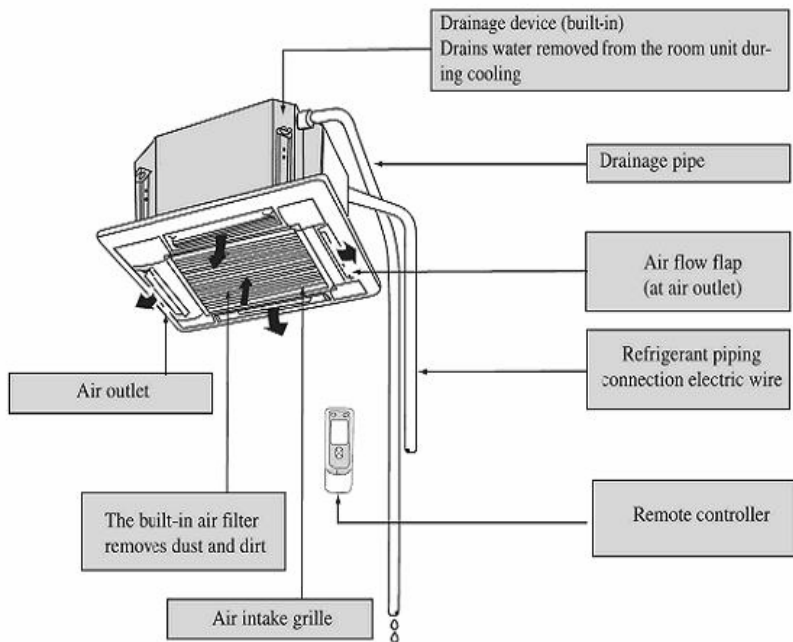 Drainage device (built-in)
Drains water removed from the room unit dur-
ing cooling
Drainage pipe
Air flow flap
(at air outlet)
Refrigerant piping
connection electric wire
Air outlet
The built-in air filter
removes dust and dirt
Remote controller
Air intake grille